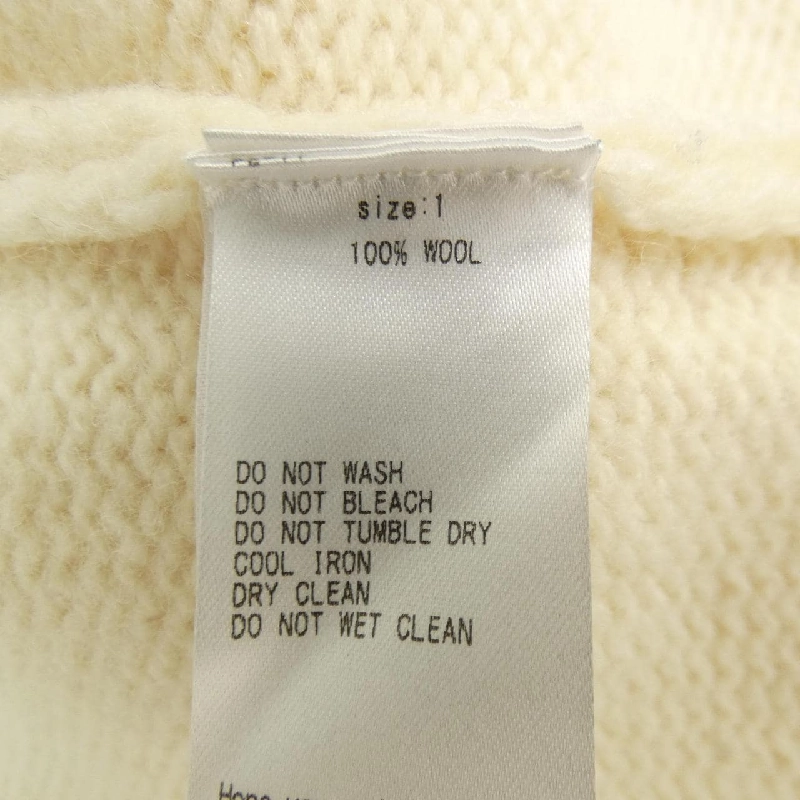 size:1
100% WOOL
DO NOT WASH
DO NOT BLEACH
DO NOT TUMBLE DRY
COOL IRON
DRY CLEAN
DO NOT WET CLEAN